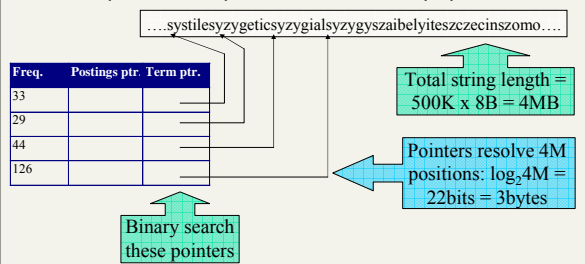 ….systilesyzygeticsyzygialsyzygyszaibelyiteszczecinszomo….
Freq. Postings ptr. Term ptr.
33
29
44
126
Total string length =
500K x 8B = 4MB
Pointers resolve 4M
positions: log₂4M =
22bits = 3bytes
Binary search
these pointers